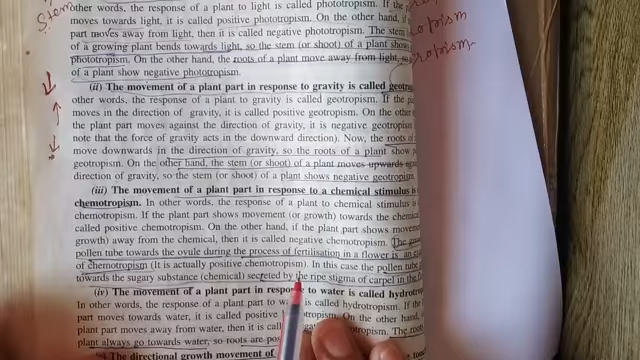 other words, the response of a plant to light is called phototropism. If the
Stem
moves towards light, it is called positive phototropism. On the other hand, if
part moves away from light, then it is called negative phototropism. The stem
of a growing plant bends towards light, so the stem (or shoot) of a plant show
phototropism. On the other hand, the roots of a plant move away from light, so
of a plant show negative phototropism.
(ii) The movement of a plant part in response to gravity is called geotrop
other words, the response of a plant to gravity is called geotropism. If the
moves in the direction of gravity, it is called positive geotropism. On the other
the plant part moves against the direction of gravity, it is negative geotropism
note that the force of gravity acts in the downward direction). Now, the roots of
move downwards in the direction of gravity, so the roots of a plant show
geotropism. On the other hand, the stem (or shoot) of a plant moves upwards
direction of gravity, so the stem (or shoot) of a plant shows negative geotropism.
(iii) The movement of a plant part in response to a chemical stimulus is
chemotropism. In other words, the response of a plant to chemical stimulus is
chemotropism. If the plant part shows movement (or growth) towards the chemical
called positive chemotropism. On the other hand, if the plant part shows movement
growth) away from the chemical, then it is called negative chemotropism. The
pollen tube towards the ovule during the process of fertilisation in a flower is an
of chemotropism (It is actually positive chemotropism). In this case the pollen tube
towards the sugary substance (chemical) secreted by the ripe stigma of carpel in the
(iv) The movement of a plant part in response to water is called hydrotrop
In other words, the response of a plant part to water is called hydrotropism. If the
part moves towards water, it is called positive
part moves away from water, then it is called The roots
plant always go towards water, so roots are
The directional growth movement of